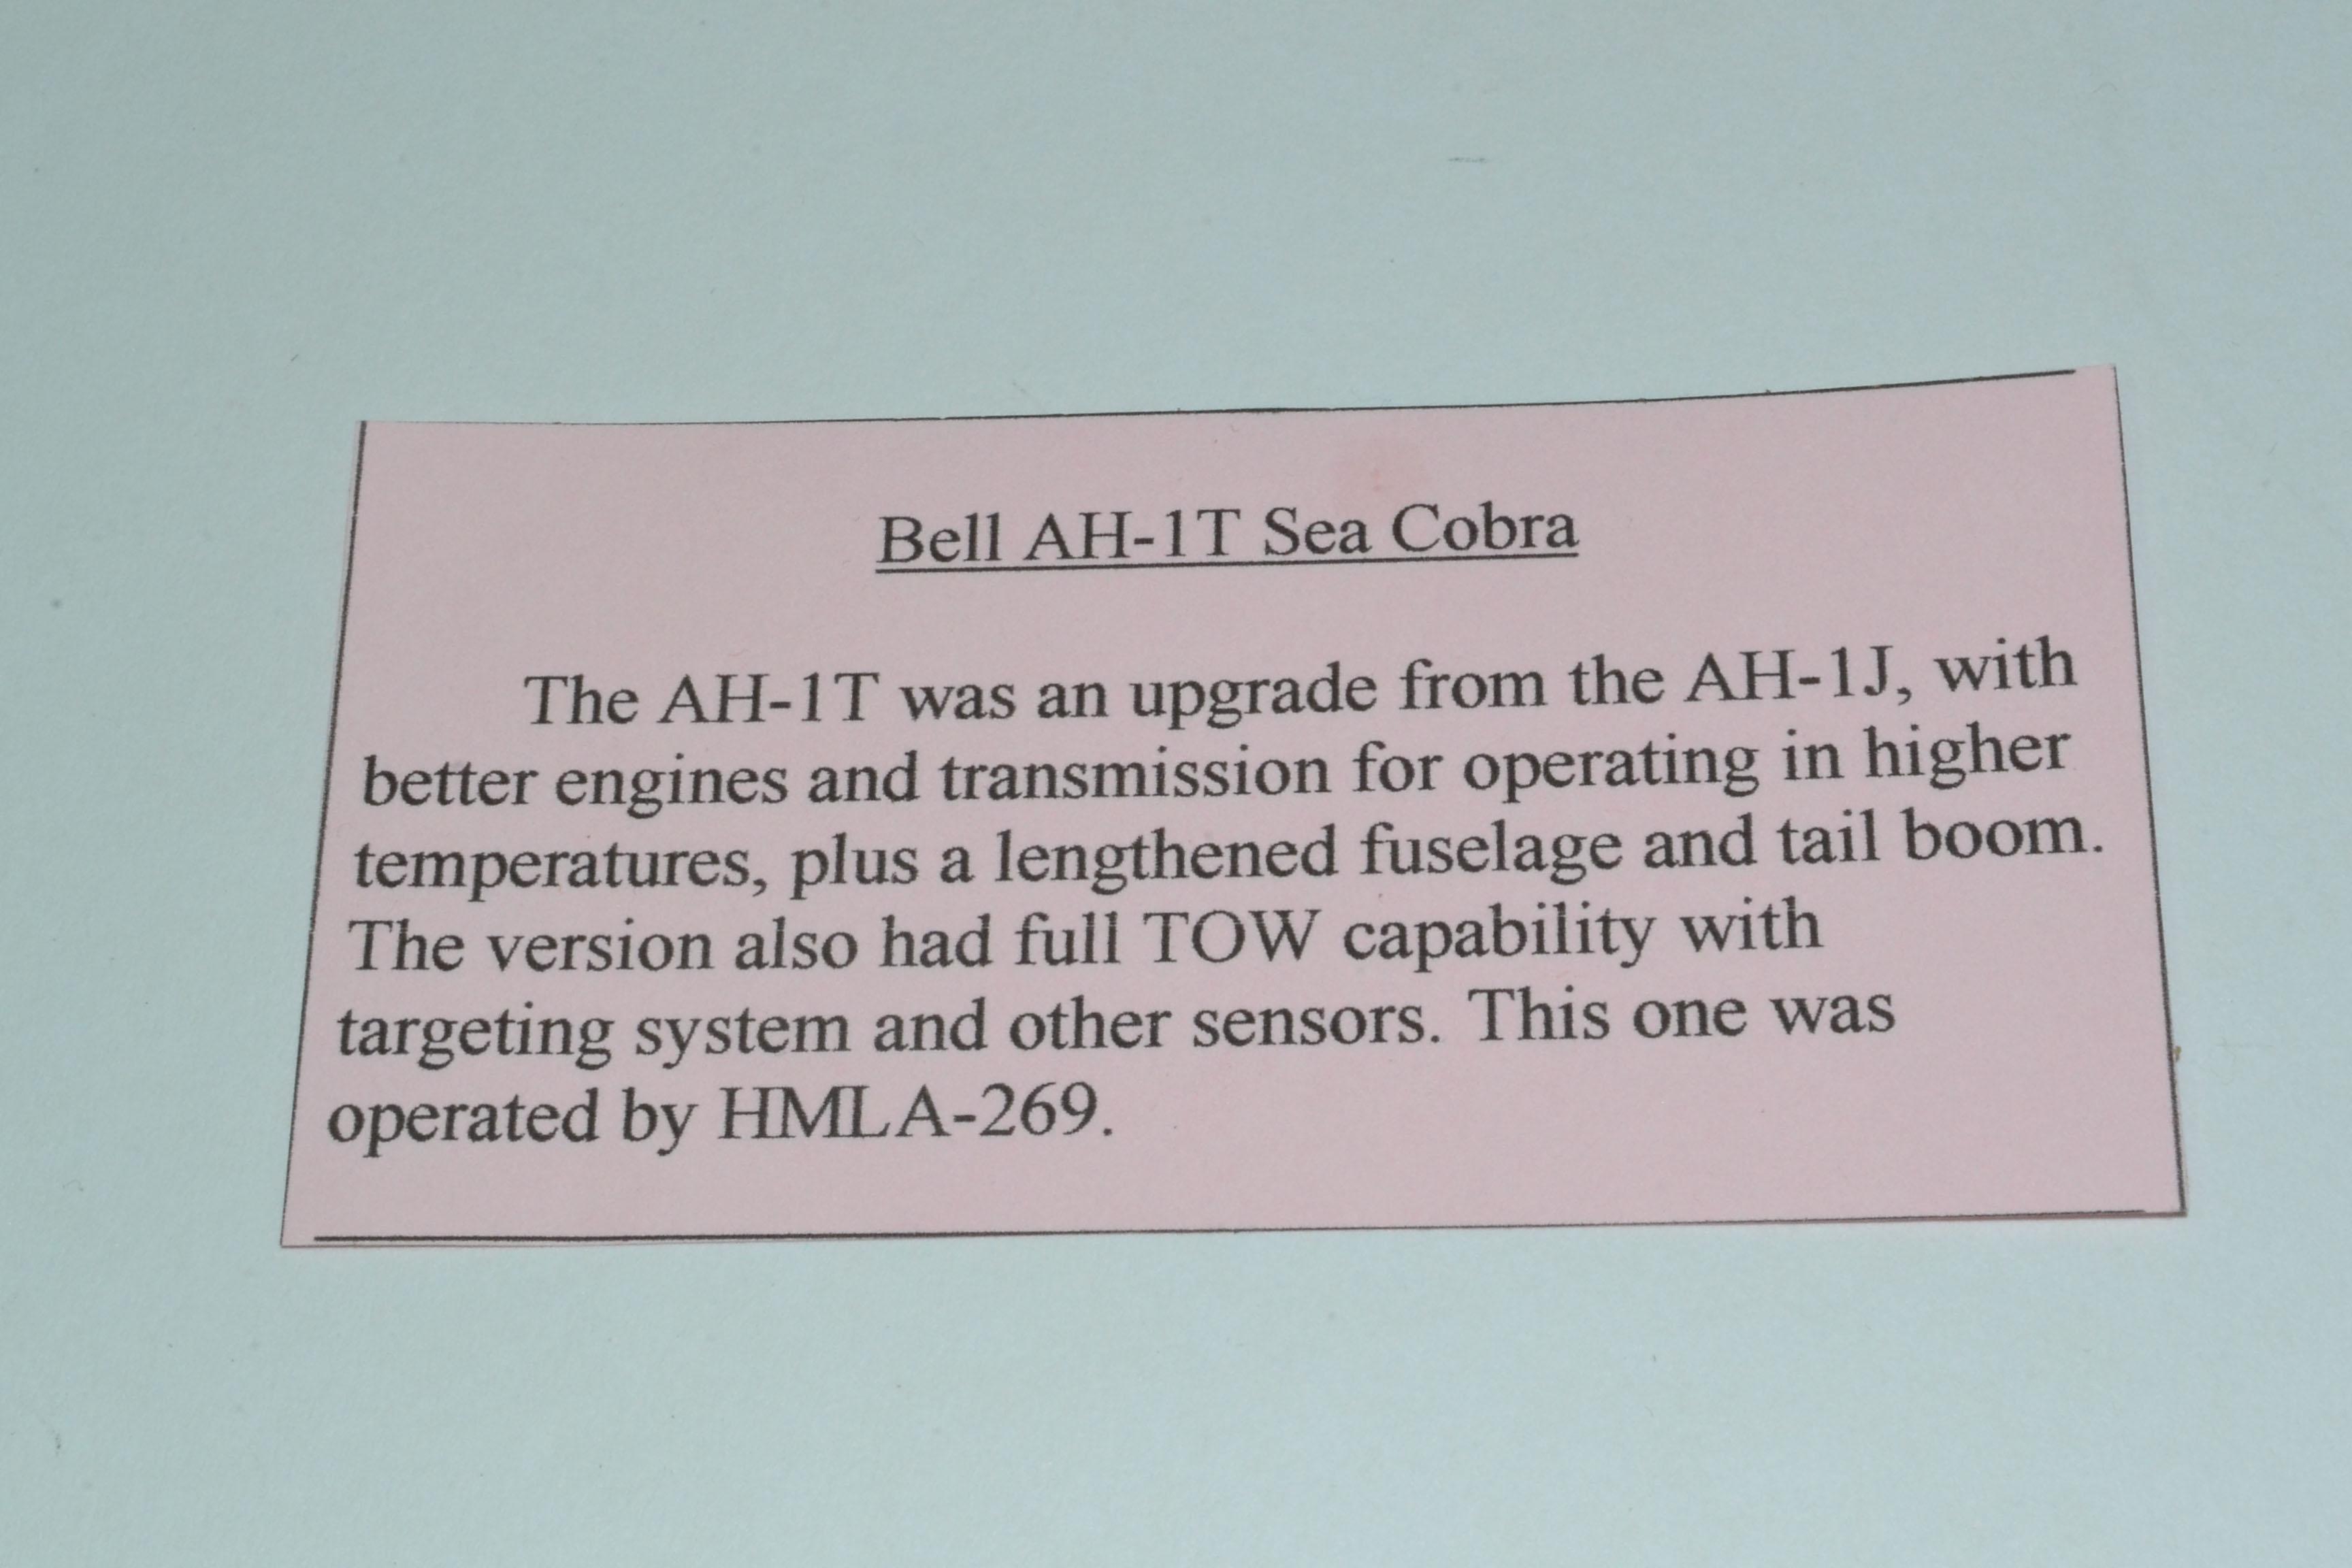 Bell AH-1T Sea Cobra
The AH-1T was an upgrade from the AH-1J, with
better engines and transmission for operating in higher
temperatures, plus a lengthened fuselage and tail boom.
The version also had full TOW capability with
targeting system and other sensors. This one was
operated by HMLA-269.